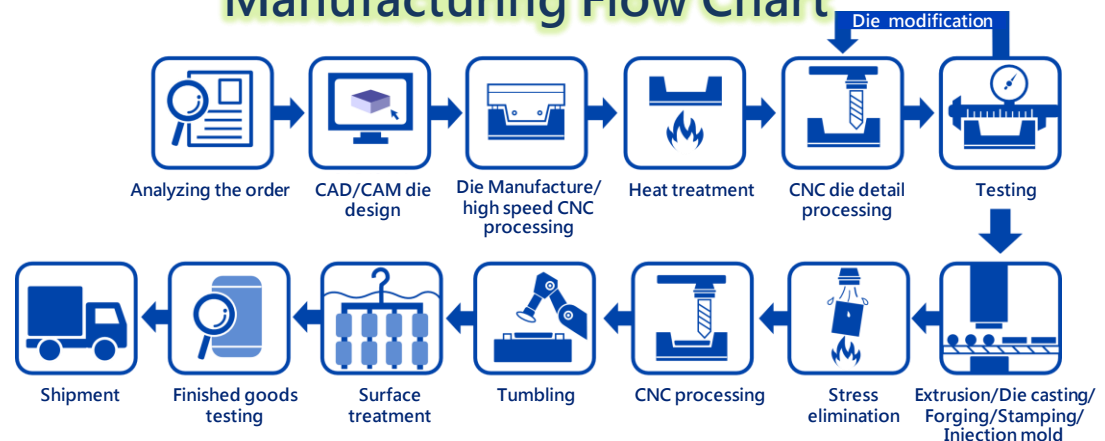 Manufacturing Flow Chart
Die modification
Analyzing the order
CAD/CAM die
design
Die Manufacture/
high speed CNC
processing
Heat treatment
CNC die detail
processing
Testing
Shipment
Finished goods
testing
Surface
treatment
Tumbling
CNC processing
Stress
elimination
Extrusion/Die casting/
Forging/Stamping/
Injection mold